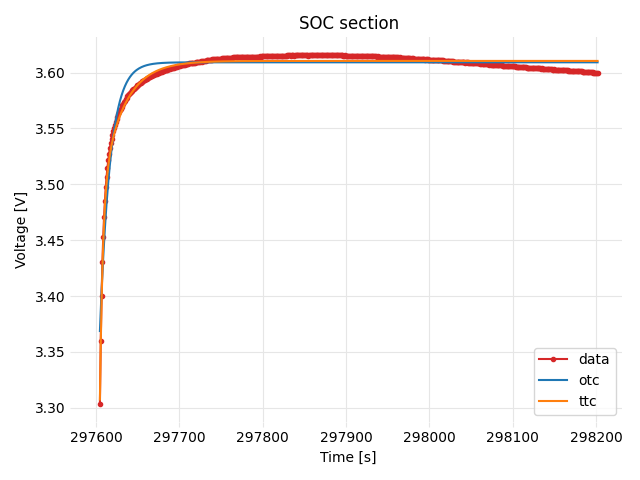 SOC section
Voltage [V]
3.60
3.55
3.50
3.45
3.40
3.35
3.30
data
otc
ttc
297600 297700 297800 297900 298000 298100 298200
Time [s]